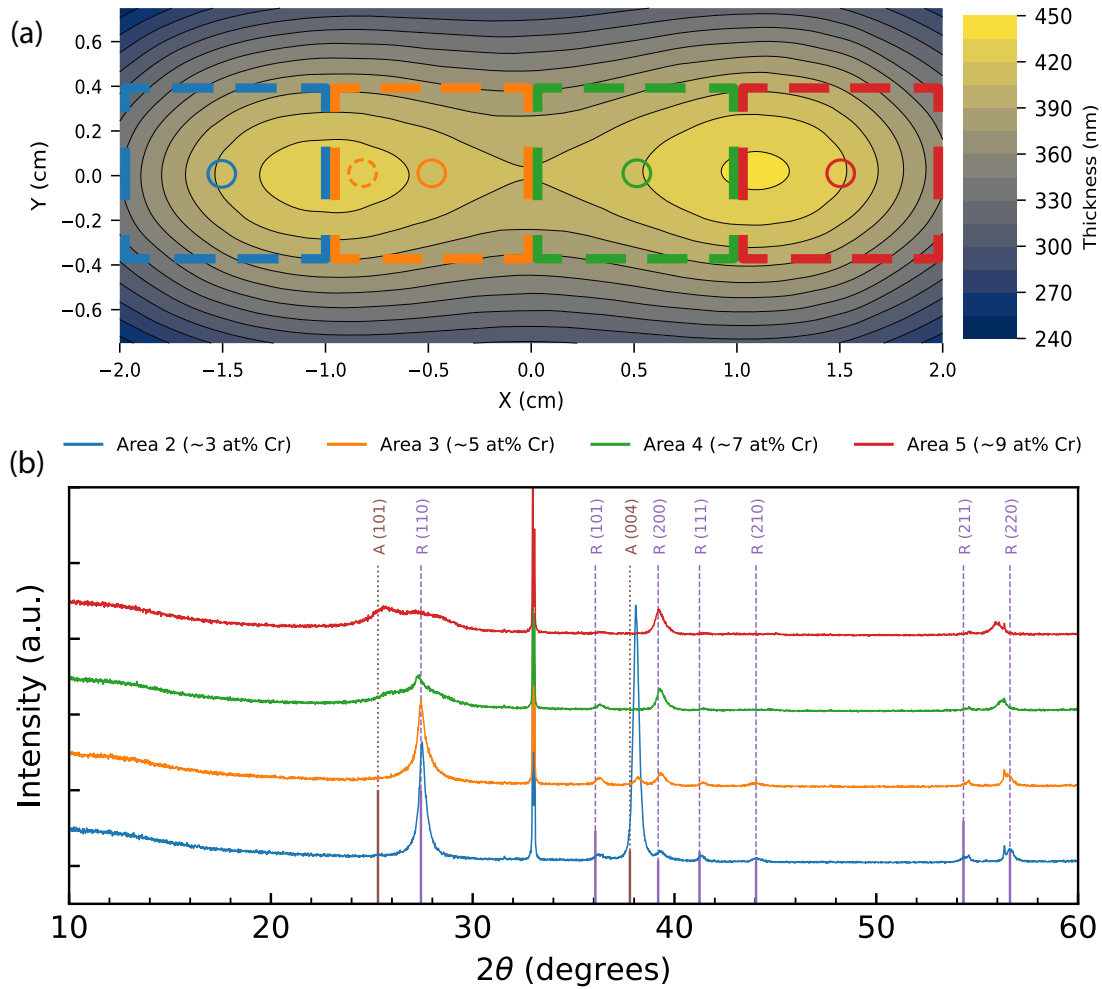 (a)
0.6
0.4
0.2
0.0
−0.2
−0.4
−0.6
Y (cm)
−2.0 −1.5 −1.0 −0.5 0.0 0.5 1.0 1.5 2.0
X (cm)
450
420
390
360
330
300
270
240
Thickness (nm)
Area 2 (~3 at% Cr) Area 3 (~5 at% Cr) Area 4 (~7 at% Cr) Area 5 (~9 at% Cr)
(b)
A (101)
R (110)
R (101)
A (004)
R (200)
R (111)
R (210)
R (211)
R (220)
Intensity (a.u.)
10 20 30 40 50 60
2θ (degrees)